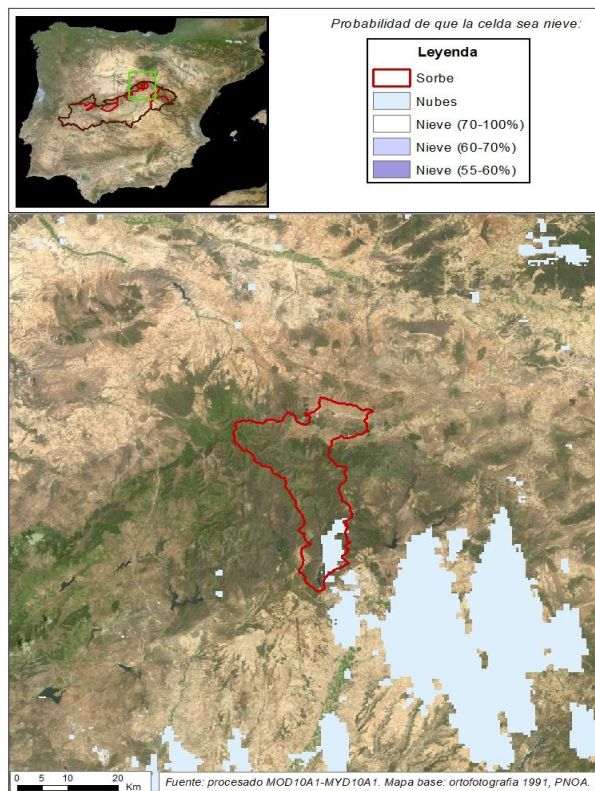 Probabilidad de que la celda sea nieve:
Leyenda
Sorbe
Nubes
Nieve (70-100%)
Nieve (60-70%)
Nieve (55-60%)
0 5 10 20
Km
Fuente: procesado MOD10A1-MYD10A1. Mapa base: ortofotografia 1991, PNOA.